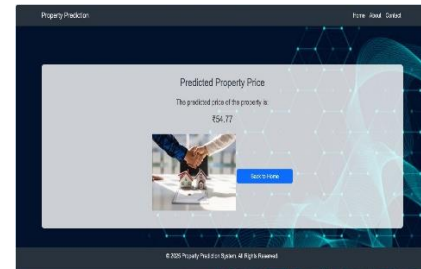 Property Prediction
Home About Contact
Predicted Property Price
The predicted price of the property is:
₹54.77
Back to Home
© 2025 Property Prediction System. All Rights Reserved.